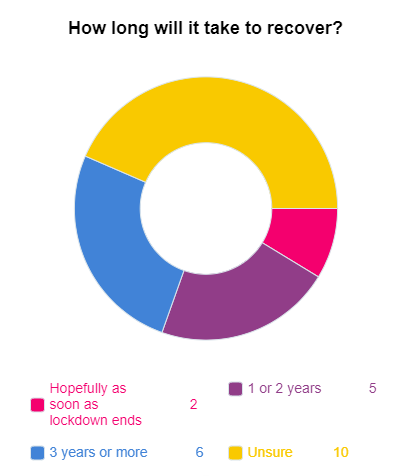 How long will it take to recover?
Hopefully as
soon as
lockdown ends
2
1 or 2 years 5
3 years or more 6
Unsure 10